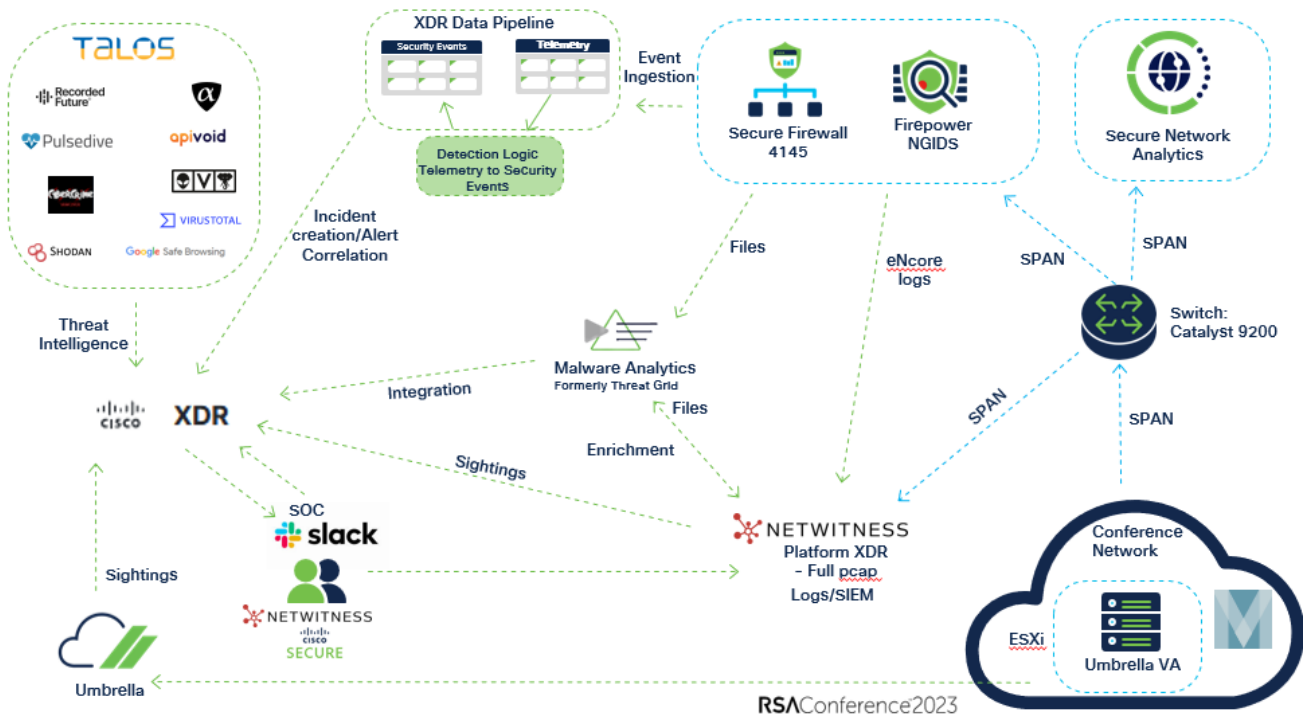 TALOS
Recorded
Future®
α
Pulsedive
apivoid
VIRUSTOTAL
SHODAN
Google Safe Browsing
XDR Data Pipeline
Security Events
Telemetry
Detection Logic
Telemetry to Security
Events
Event
Ingestion
Secure Firewall
4145
Firepower
NGIDS
Secure Network
Analytics
Incident
creation/Alert
Correlation
Files
eNcore
logs
SPAN
SPAN
Switch:
Catalyst 9200
Threat
Intelligence
Malware Analytics
Formerly Threat Grid
Integration
Files
Enrichment
SPAN
SPAN
CISCO
XDR
Sightings
SOC
slack
NETWITNESS
Platform XDR
– Full pcap
Logs/SIEM
Conference
Network
Sightings
NETWITNESS
CISCO
SECURE
EsXi
Umbrella VA
Umbrella
RSAConference2023